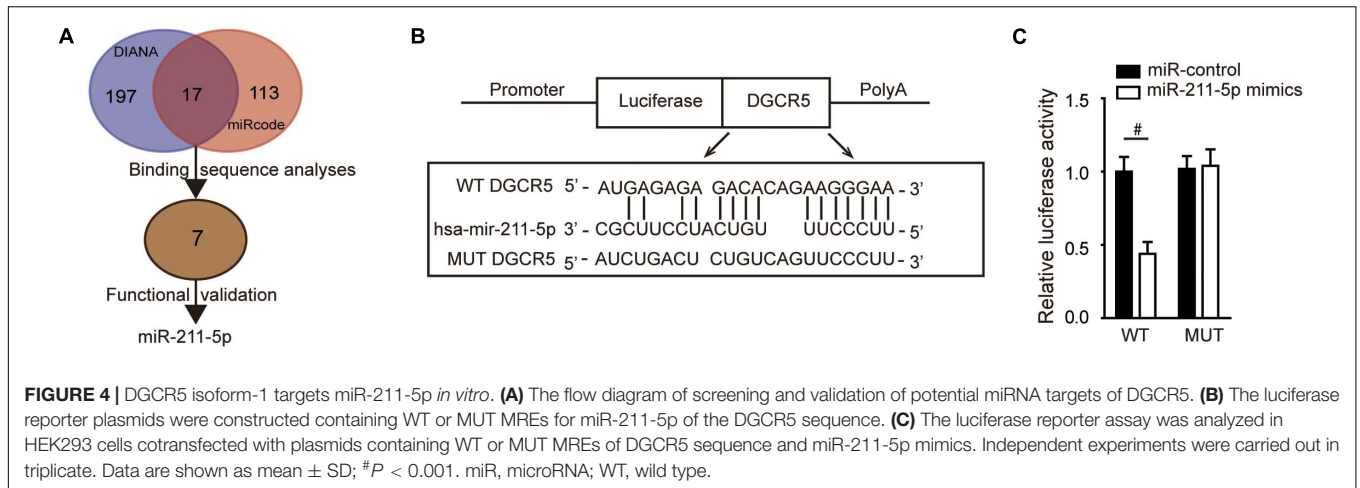 A
DIANA
197
17
113
miRcode
Binding sequence analyses
7
Functional validation
miR-211-5p
B
Promoter
Luciferase
DGCR5
PolyA
WT DGCR5 5’- AUGAGAGA GACACAGAAGGGAA - 3’
hsa-mir-211-5p 3’- CGCUUCCUACUGU UUCCCUU - 5’
MUT DGCR5 5’- AUCUGACU CUGUCAGUUCCCUU - 3’
C
miR-control
miR-211-5p mimics
Relative luciferase activity
1.5
1.0
0.5
0.0
#
WT
MUT
FIGURE 4 | DGCR5 isoform-1 targets miR-211-5p in vitro. (A) The flow diagram of screening and validation of potential miRNA targets of DGCR5. (B) The luciferase
reporter plasmids were constructed containing WT or MUT MREs for miR-211-5p of the DGCR5 sequence. (C) The luciferase reporter assay was analyzed in
HEK293 cells cotransfected with plasmids containing WT or MUT MREs of DGCR5 sequence and miR-211-5p mimics. Independent experiments were carried out in
triplicate. Data are shown as mean ± SD; #P < 0.001. miR, microRNA; WT, wild type.